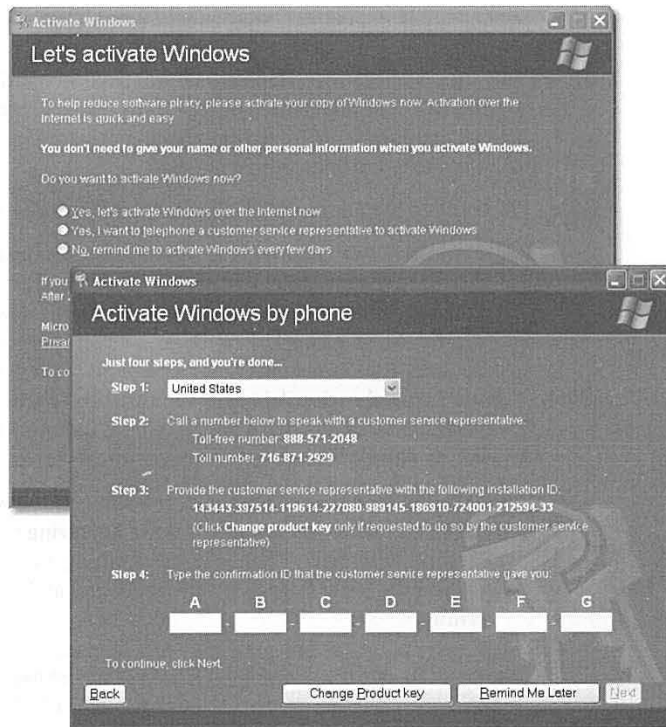 Activate Windows
Let's activate Windows
To help reduce software piracy, please activate your copy of Windows now. Activation over the
Internet is quick and easy.
You don't need to give your name or other personal information when you activate Windows.
Do you want to activate Windows now?
Yes, let's activate Windows over the Internet now
Yes, I want to telephone a customer service representative to activate Windows
No, remind me to activate Windows every few days
If you
After
Micro
To co
Activate Windows
Activate Windows by phone
Just four steps, and you're done...
Step 1: United States
Step 2: Call a number below to speak with a customer service representative:
Toll-free number: 888-571-2048
Toll number: 716-871-2929
Step 3: Provide the customer service representative with the following installation ID:
143443-397514-119614-227080-989145-186910-724001-212594-33
(Click Change product key only if requested to do so by the customer service
representative)
Step 4: Type the confirmation ID that the customer service representative gave you:
A B C D E F G
- - - - - -
To continue, click Next.
Back Change Product key Remind Me Later Next